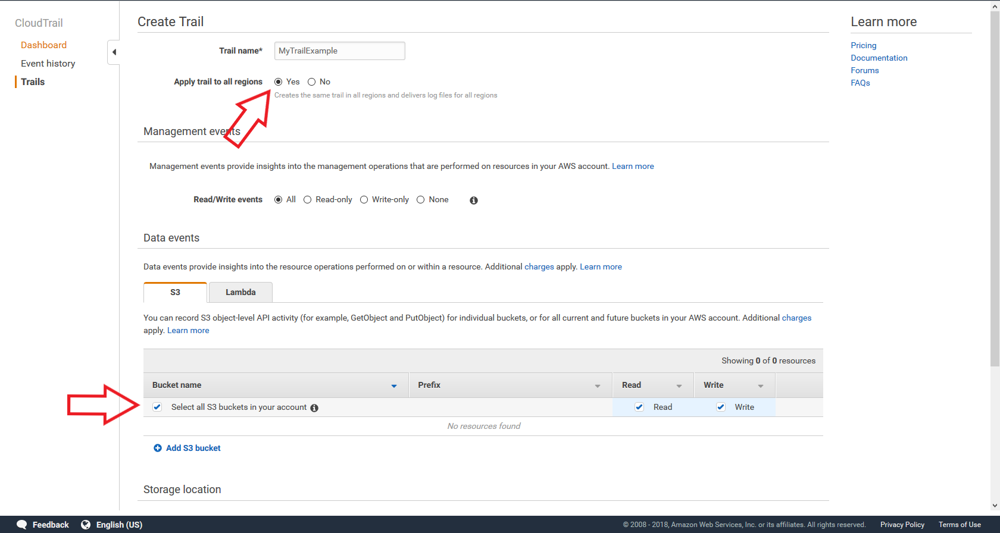 CloudTrail
Dashboard
Event history
Trails
Create Trail
Trail name* MyTrailExample
Apply trail to all regions Yes No
Creates the same trail in all regions and delivers log files for all regions
Management events
Management events provide insights into the management operations that are performed on resources in your AWS account. Learn more
Read/Write events All Read-only Write-only None
Data events
Data events provide insights into the resource operations performed on or within a resource. Additional charges apply. Learn more
S3 Lambda
You can record S3 object-level API activity (for example, GetObject and PutObject) for individual buckets, or for all current and future buckets in your AWS account. Additional charges
apply. Learn more
Showing 0 of 0 resources
Bucket name Prefix Read Write
Select all S3 buckets in your account Read Write
No resources found
Add S3 bucket
Storage location
Learn more
Pricing
Documentation
Forums
FAQs
Feedback English (US) © 2008 - 2018, Amazon Web Services, Inc. or its affiliates. All rights reserved. Privacy Policy Terms of Use